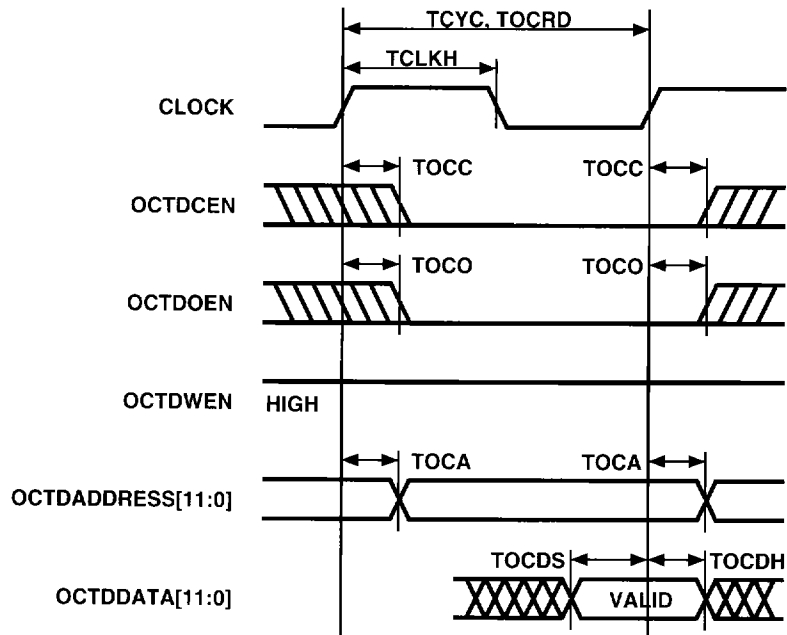 TCYC, TOCRD
TCLKH
CLOCK
TOCC TOCC
OCTDCEN
TOCO TOCO
OCTDOEN
OCTDWEN HIGH
TOCA TOCA
OCTDADDRESS[11:0]
TOCDS TOCDH
OCTDDATA[11:0] VALID